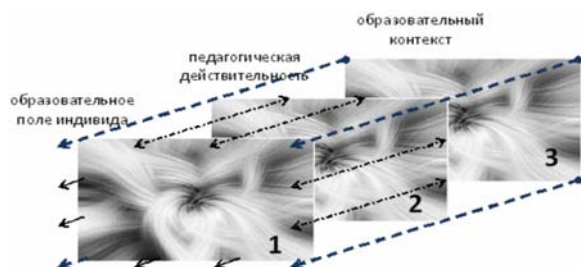 образовательный
контекст
педагогическая
действительность
образовательное
поле индивида
3
2
1